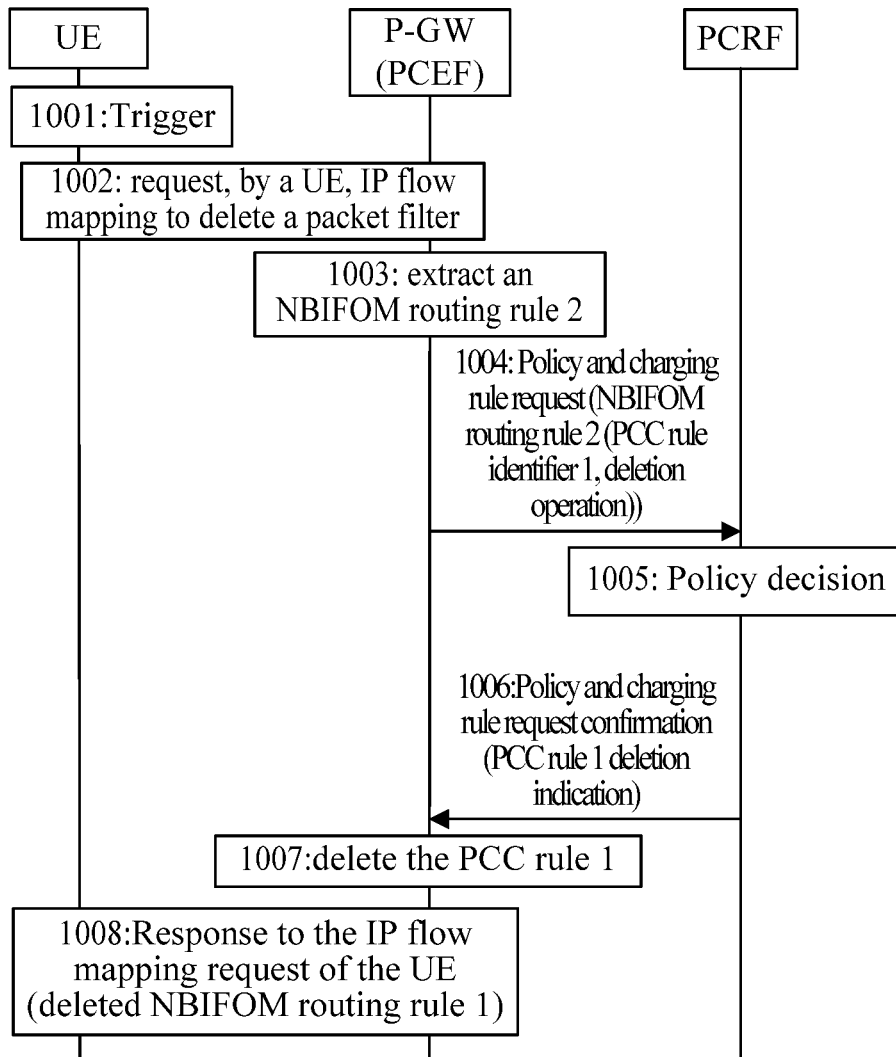 UE
P-GW
(PCEF)
PCRF
1001:Trigger
1002: request, by a UE, IP flow
mapping to delete a packet filter
1003: extract an
NBIFOM routing rule 2
1004: Policy and charging
rule request (NBIFOM
routing rule 2 (PCC rule
identifier 1, deletion
operation))
1005: Policy decision
1006:Policy and charging
rule request confirmation
(PCC rule 1 deletion
indication)
1007:delete the PCC rule 1
1008:Response to the IP flow
mapping request of the UE
(deleted NBIFOM routing rule 1)